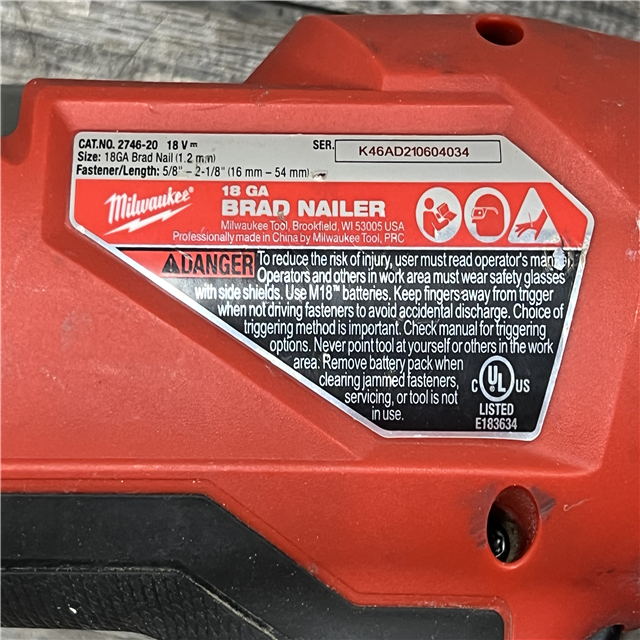 CAT.NO. 2746-20 18 V⎓ SER. K46AD210604034
Size: 18GA Brad Nail (1.2 mm)
Fastener/Length: 5/8" – 2-1/8" (16 mm – 54 mm)
Milwaukee®
18 GA
BRAD NAILER
Milwaukee Tool, Brookfield, WI 53005 USA
Professionally made in China by Milwaukee Tool, PRC
DANGER To reduce the risk of injury, user must read operator's manual.
Operators and others in work area must wear safety glasses
with side shields. Use M18™ batteries. Keep fingers away from trigger
when not driving fasteners to avoid accidental discharge. Choice of
triggering method is important. Check manual for triggering
options. Never point tool at yourself or others in the work
area. Remove battery pack when
clearing jammed fasteners,
servicing, or tool is not
in use.
C UL US
LISTED
E183634